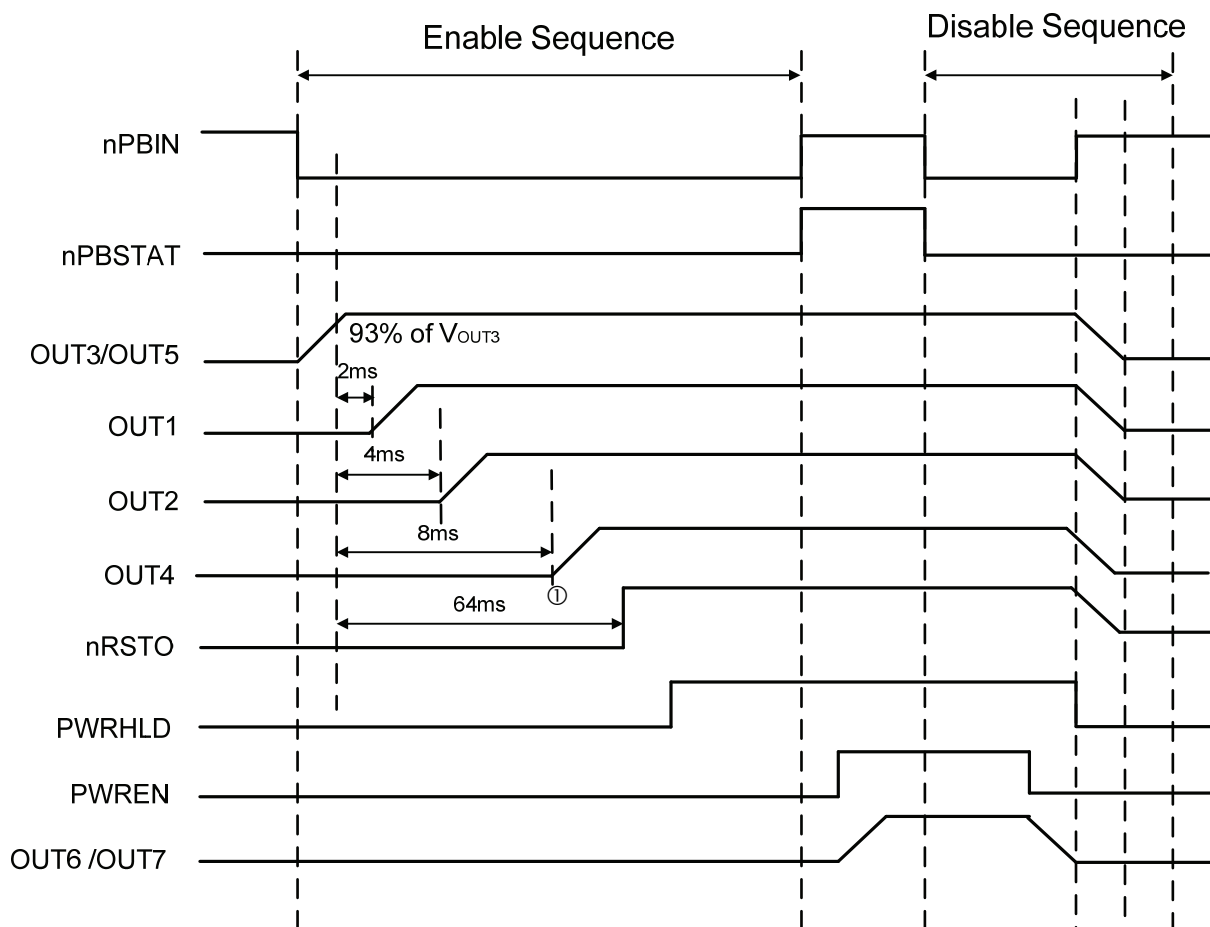 Enable Sequence
Disable Sequence
nPBIN
nPBSTAT
93% of VOUT3
OUT3/OUT5
2ms
OUT1
4ms
OUT2
8ms
OUT4
①
64ms
nRSTO
PWRHLD
PWREN
OUT6 /OUT7